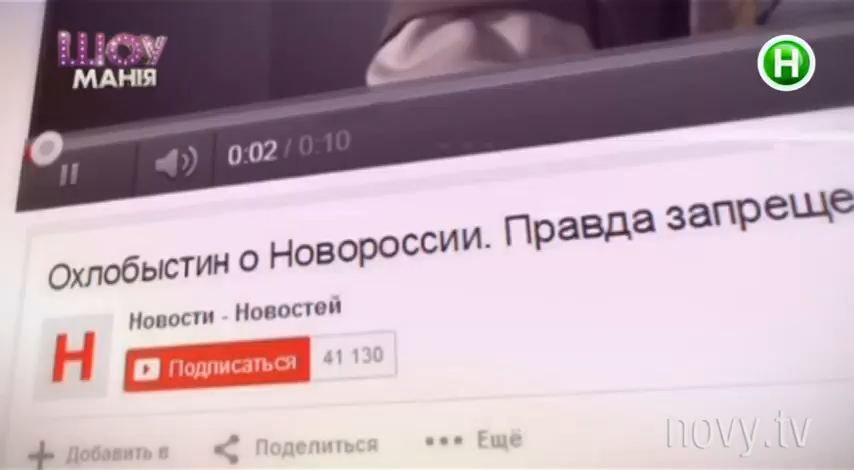 ШОУ
МАНІЯ
Н
0:02 / 0:10
Охлобыстин о Новороссии. Правда запреще
Новости - Новостей
Н
Подписаться
41 130
Добавить в
Поделиться
Ещё
novy.tv